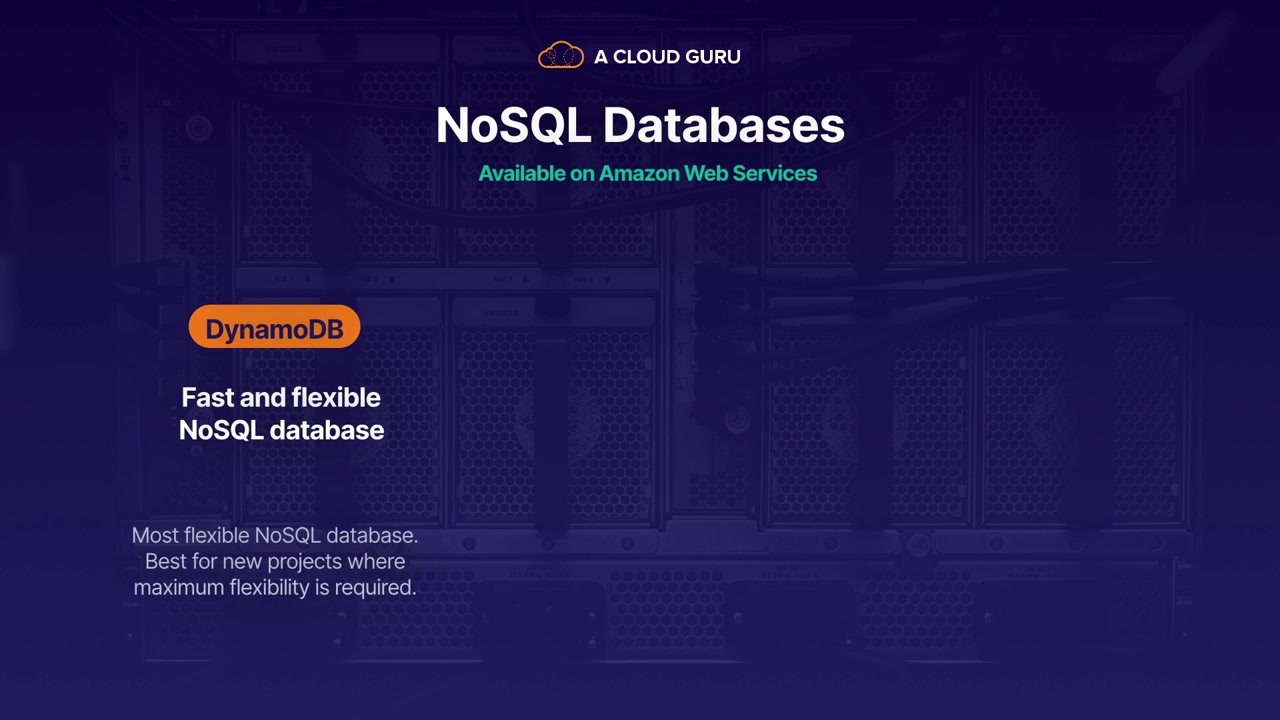 A CLOUD GURU
NoSQL Databases
Available on Amazon Web Services
DynamoDB
Fast and flexible
NoSQL database
Most flexible NoSQL database.
Best for new projects where
maximum flexibility is required.